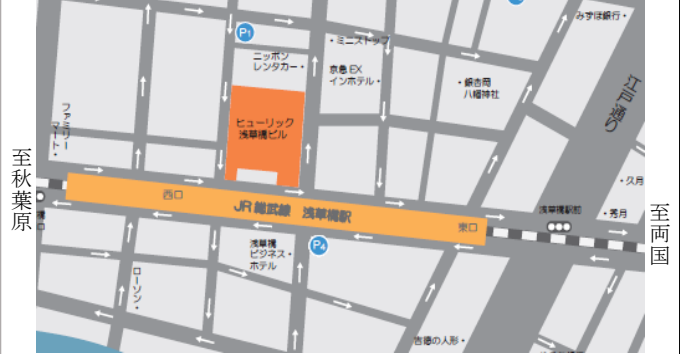 みずほ銀行
P1
ミニストップ
ニッポン
レンタカー
京急EX
インホテル
銀杏岡
八幡神社
江戸通り
ファミリー
マート
ヒューリック
浅草橋ビル
至秋葉原
久月
西口
JR総武線 浅草橋駅
浅草橋駅前
秀月
東口
至両国
浅草橋
ビジネス
ホテル
P4
ローソン
吉德の人形